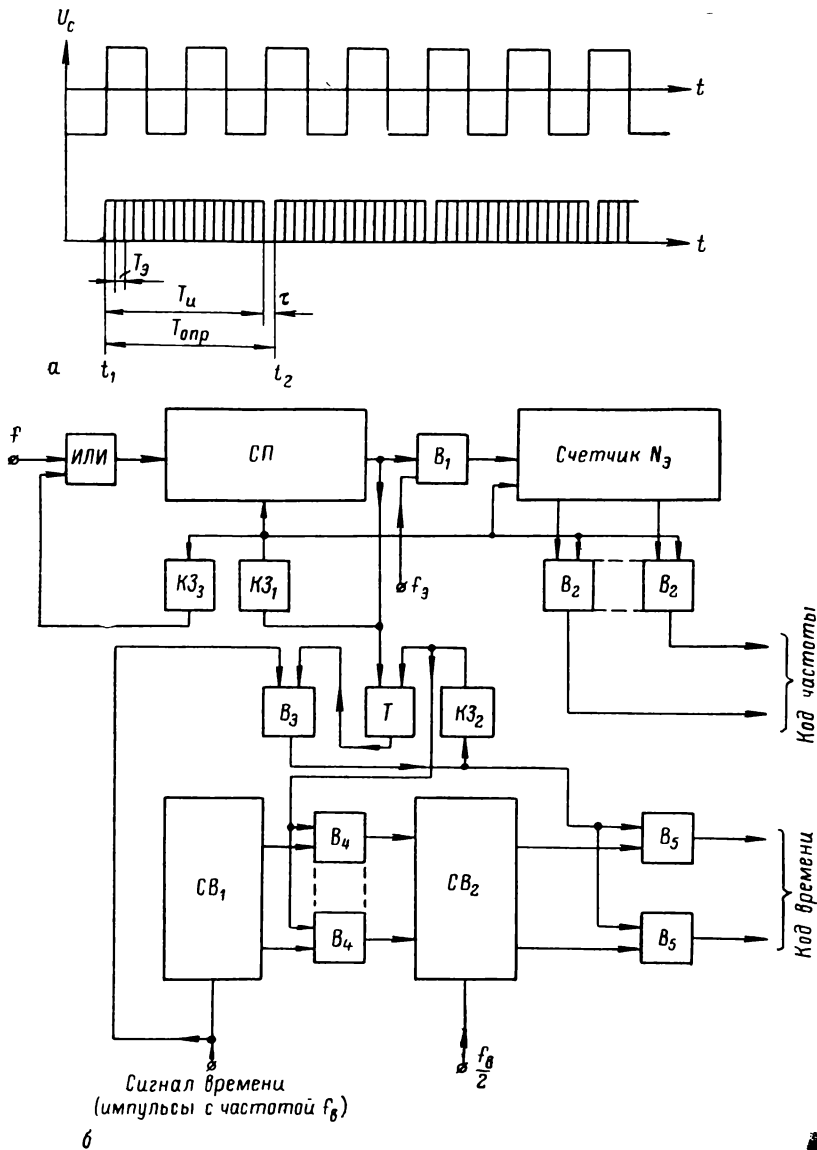 U_c
t
t
T_э
T_и
τ
T_опр
t_1
t_2
а
f
ИЛИ
СП
В_1
Счетчик N_э
КЗ_3
КЗ_1
f_э
В_2
В_2
Код частоты
В_3
Т
КЗ_2
СВ_1
В_4
В_4
СВ_2
В_5
В_5
Код времени
Сигнал времени
(импульсы с частотой f_в)
f_в
2
б